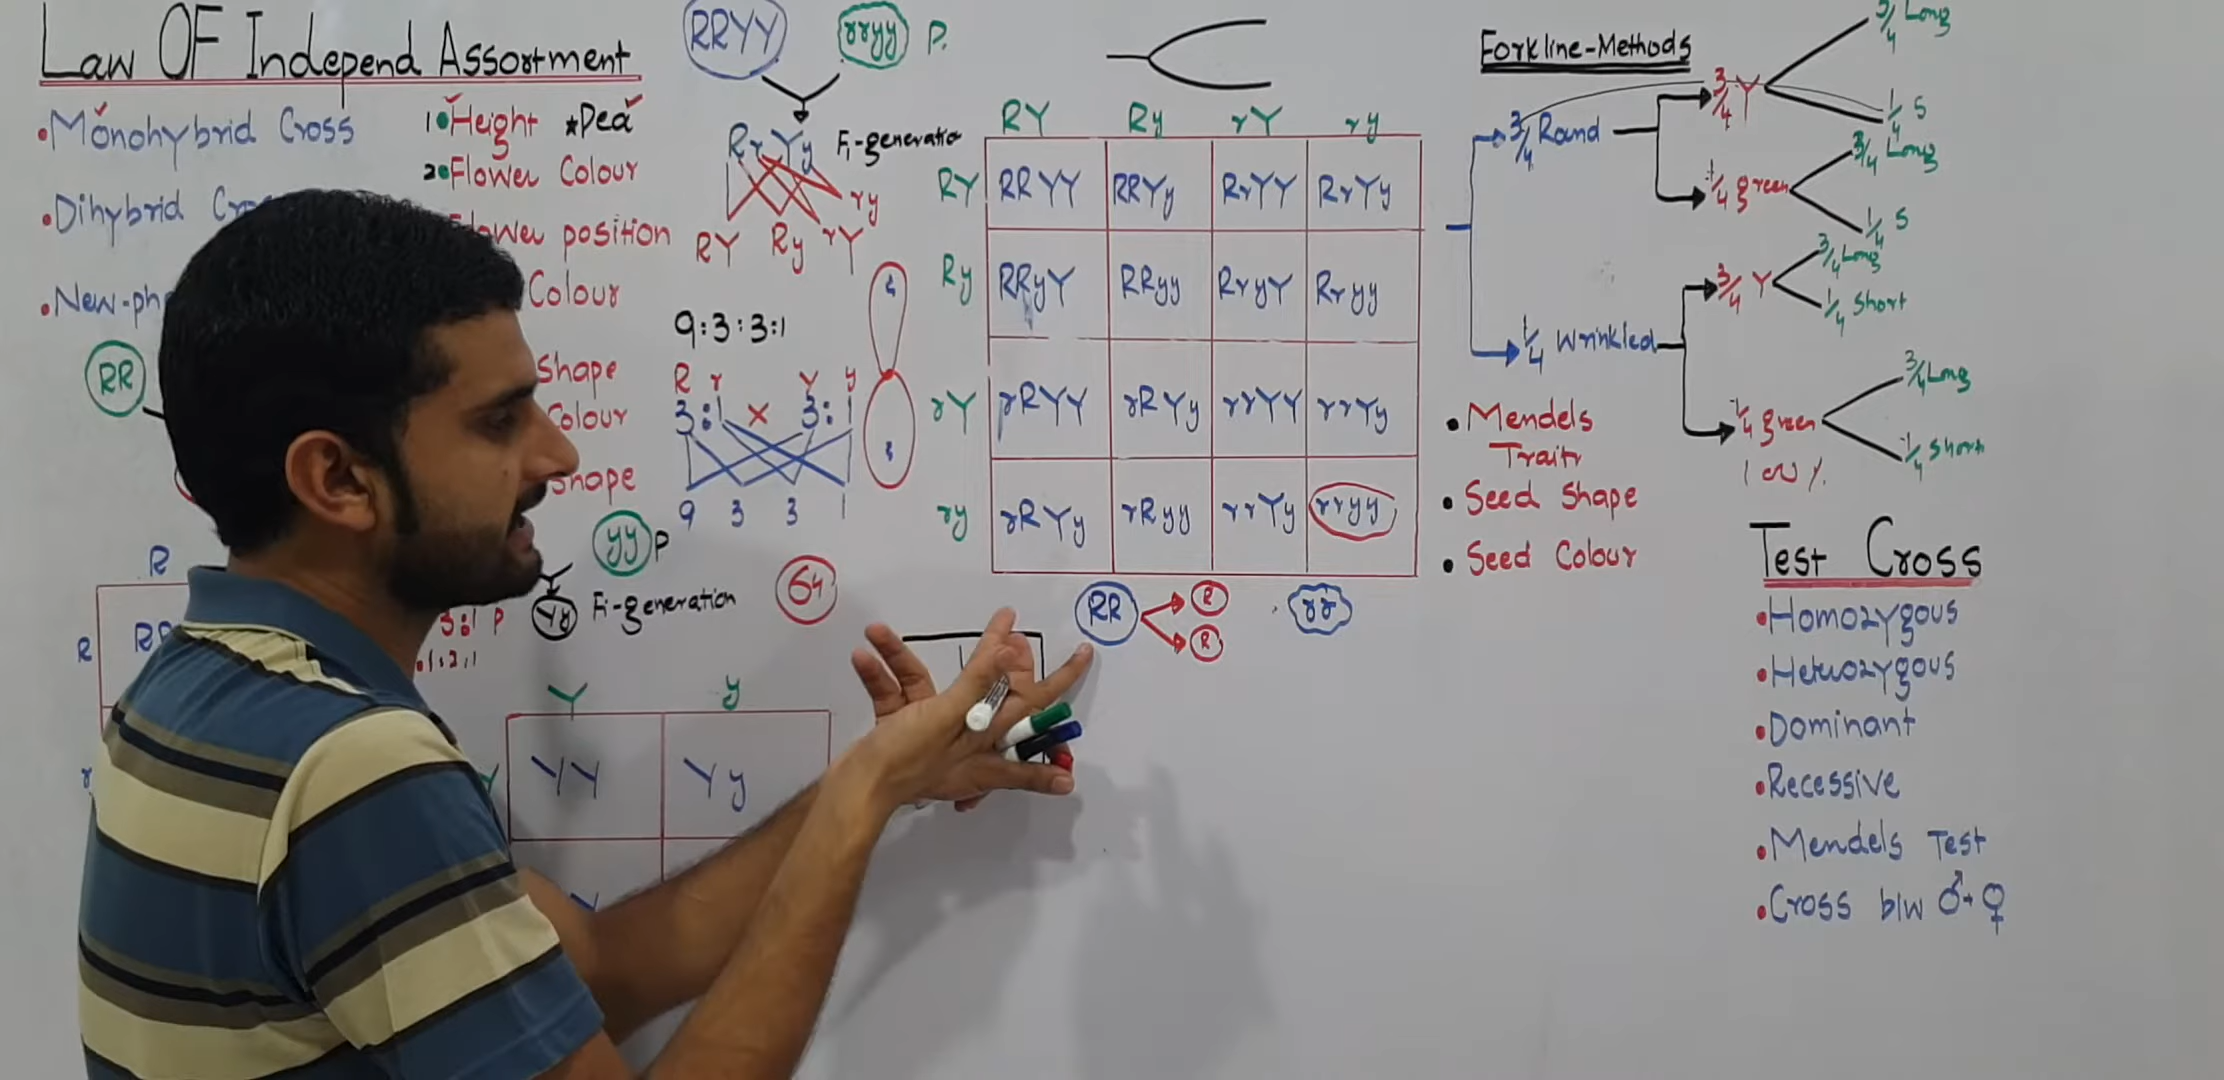 Law OF Independ Assortment
• Monohybrid Cross
• Dihybrid
• New-ph
1• Height *Pea
2• Flower Colour
Flower position
Colour
Shape
Colour
Shape
RR
RRYY
rryy P.
RrYy F1-generation
RY Ry rY ry
9:3:3:1
R r Y y
3:1 × 3:1
9 3 3 1
yy P
Yy F1-generation
3:1 P
1:2:1
64
R
R
r
Y y
Y
YY Yy
RY Ry rY ry
RY RRYY RRYy RrYY RrYy
Ry RRyY RRyy RryY Rryy
rY rRYY rRYy rrYY rrYy
ry rRYy rRyy rrYy rryy
RR R
R
rr
Forkline-Methods
3/4 Round
3/4 Y
3/4 Long
1/4 S
1/4 green
3/4 Long
1/4 S
1/4 Wrinkled
3/4 Y
3/4 Long
1/4 Short
1/4 green
3/4 Long
1/4 Short
• Mendels
Traits
• Seed Shape
• Seed Colour
Test Cross
• Homozygous
• Heterozygous
• Dominant
• Recessive
• Mendels Test
• Cross b/w ♂+♀